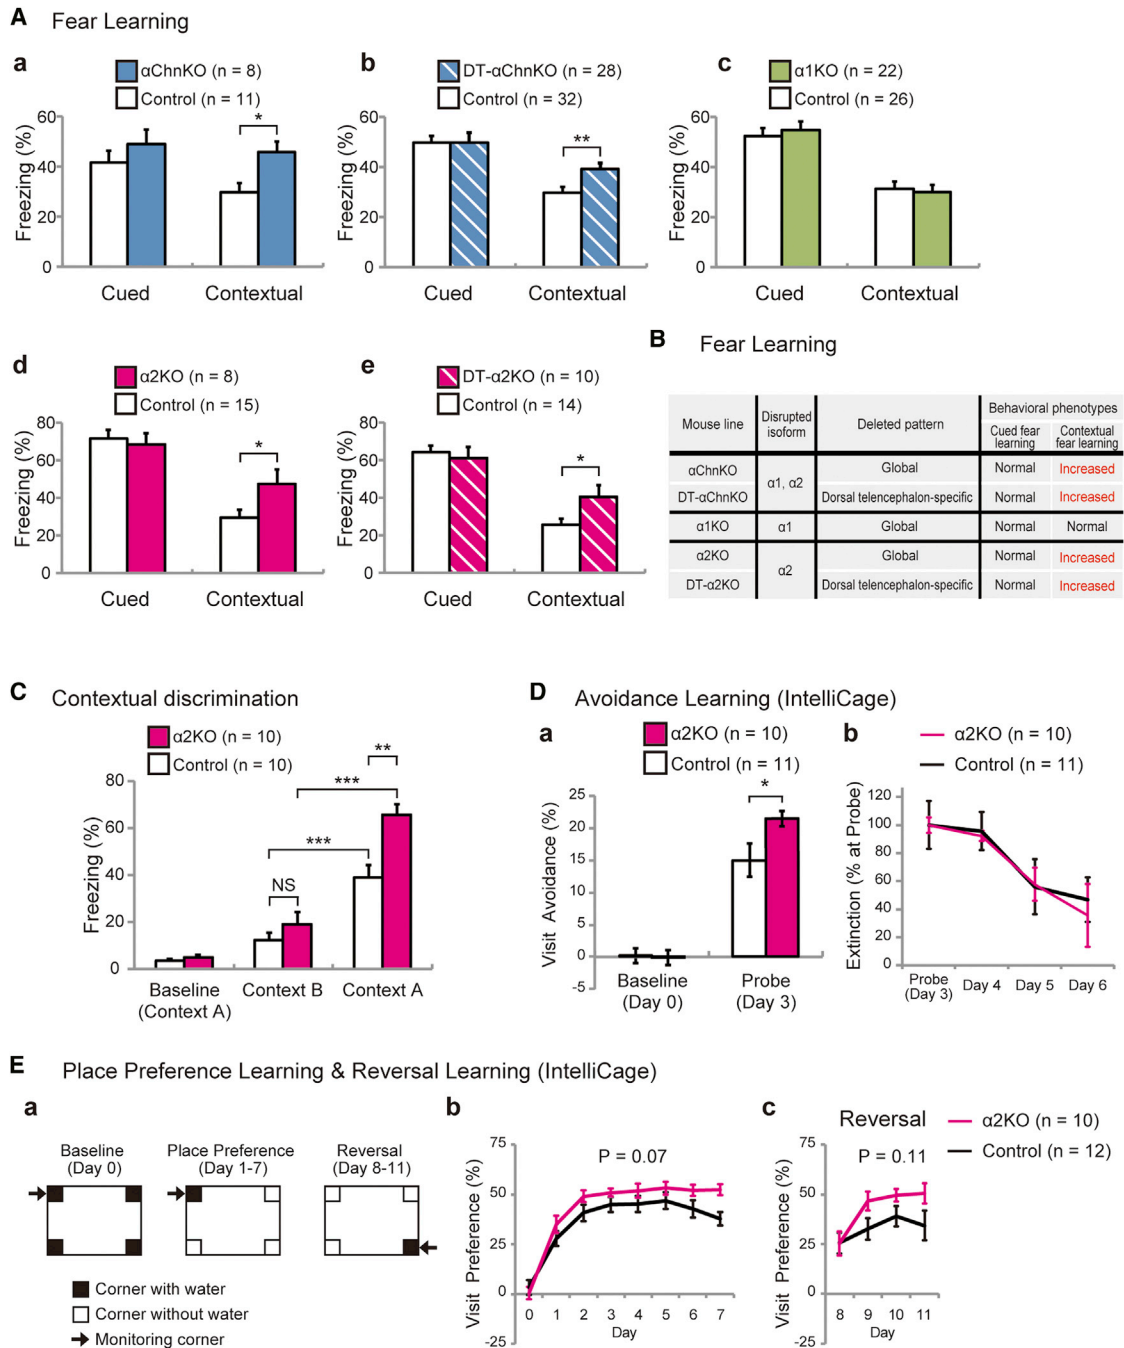 A Fear Learning
a
αChnKO (n = 8)
Control (n = 11)
*
Freezing (%)
60
40
20
0
Cued
Contextual
b
DT-αChnKO (n = 28)
Control (n = 32)
**
Freezing (%)
60
40
20
0
Cued
Contextual
c
α1KO (n = 22)
Control (n = 26)
Freezing (%)
60
40
20
0
Cued
Contextual
d
α2KO (n = 8)
Control (n = 15)
*
Freezing (%)
80
60
40
20
0
Cued
Contextual
e
DT-α2KO (n = 10)
Control (n = 14)
*
Freezing (%)
80
60
40
20
0
Cued
Contextual
B Fear Learning
Mouse line
Disrupted
isoform
Deleted pattern
Behavioral phenotypes
Cued fear
learning
Contextual
fear learning
αChnKO
α1, α2
Global
Normal
Increased
DT-αChnKO
Dorsal telencephalon-specific
Normal
Increased
α1KO
α1
Global
Normal
Normal
α2KO
α2
Global
Normal
Increased
DT-α2KO
Dorsal telencephalon-specific
Normal
Increased
C Contextual discrimination
α2KO (n = 10)
Control (n = 10)
**
***
***
NS
Freezing (%)
80
60
40
20
0
Baseline
(Context A)
Context B
Context A
D Avoidance Learning (IntelliCage)
a
α2KO (n = 10)
Control (n = 11)
*
Visit Avoidance (%)
25
20
15
10
5
0
-5
Baseline
(Day 0)
Probe
(Day 3)
b
α2KO (n = 10)
Control (n = 11)
Extinction (% at Probe)
120
100
80
60
40
20
0
Probe
(Day 3)
Day 4
Day 5
Day 6
E Place Preference Learning & Reversal Learning (IntelliCage)
a
Baseline
(Day 0)
Place Preference
(Day 1-7)
Reversal
(Day 8-11)
Corner with water
Corner without water
Monitoring corner
b
P = 0.07
Visit Preference (%)
75
50
25
0
-25
0 1 2 3 4 5 6 7
Day
c
Reversal
α2KO (n = 10)
Control (n = 12)
P = 0.11
Visit Preference (%)
75
50
25
0
-25
8 9 10 11
Day